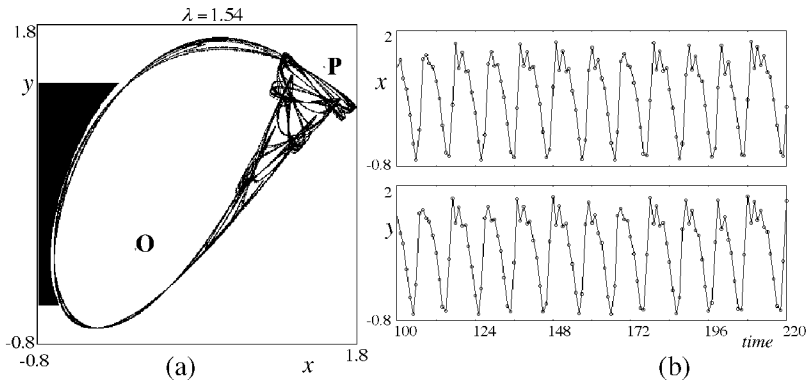 λ = 1.54
1.8
y
P
O
-0.8
-0.8
x
1.8
(a)
2
x
-0.8
2
y
-0.8
100 124 148 172 196 220
time
(b)